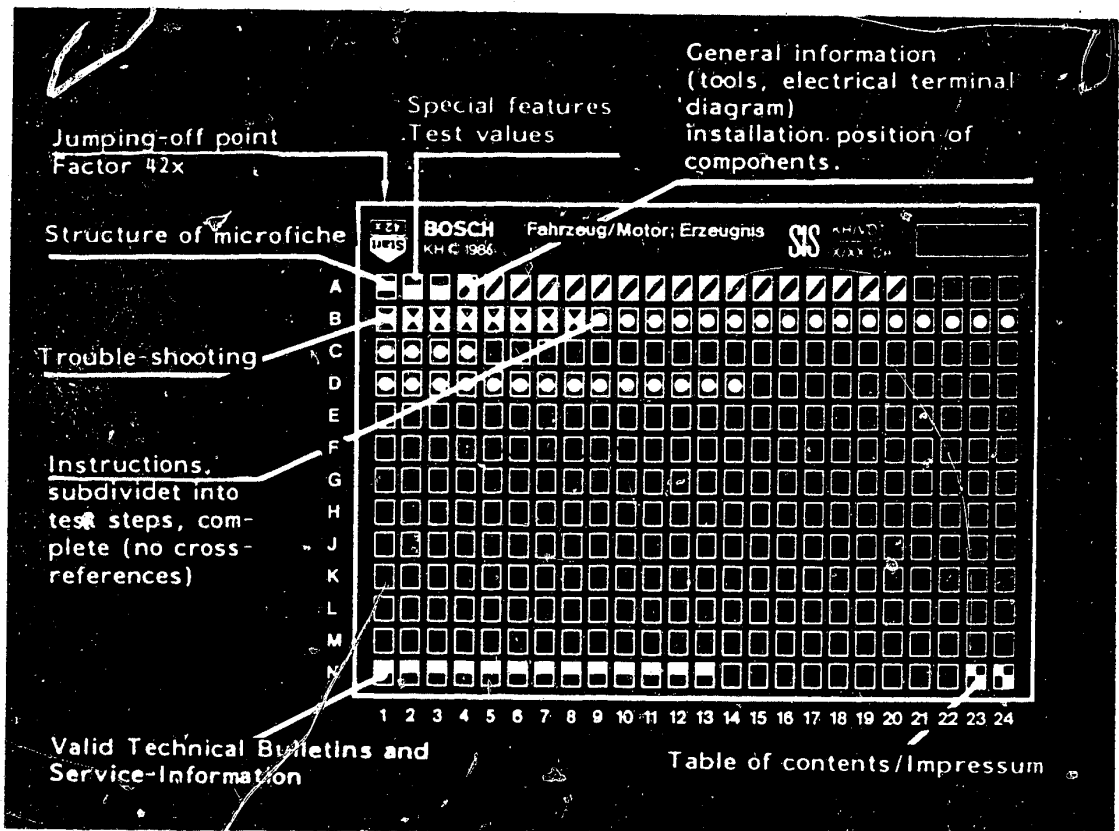 General information
(tools, electrical terminal
diagram)
installation position of
components.
Special features
Test values
Jumping-off point
Factor 42x
Structure of microfiche
Start
42x
BOSCH
KH © 1986
Fahrzeug/Motor; Erzeugnis
SIS
A
B
C
D
E
F
G
H
J
K
L
M
N
Trouble-shooting
Instructions,
subdividet into
test steps, com-
plete (no cross-
references)
1 2 3 4 5 6 7 8 9 10 11 12 13 14 15 16 17 18 19 20 21 22 23 24
Valid Technical Bulletins and
Service-Information
Table of contents/Impressum